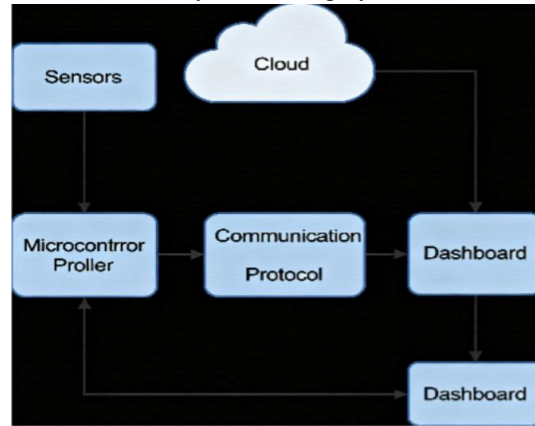 Sensors
Cloud
Microcontrror
Proller
Communication
Protocol
Dashboard
Dashboard